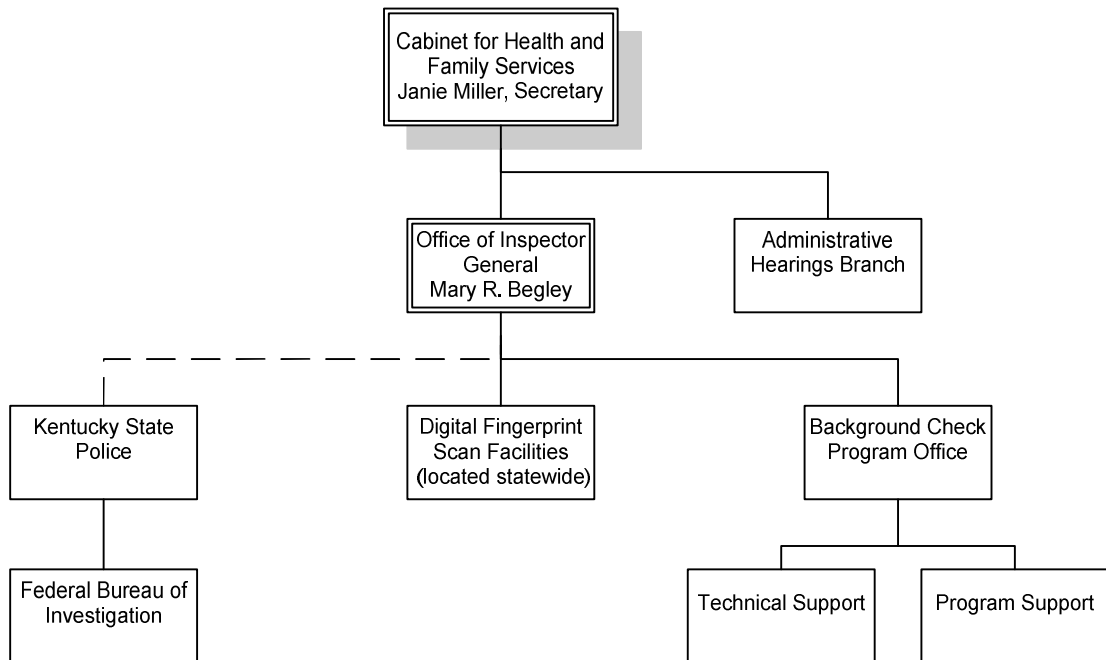 Cabinet for Health and
Family Services
Janie Miller, Secretary
Office of Inspector
General
Mary R. Begley
Administrative
Hearings Branch
Kentucky State
Police
Digital Fingerprint
Scan Facilities
(located statewide)
Background Check
Program Office
Federal Bureau of
Investigation
Technical Support
Program Support